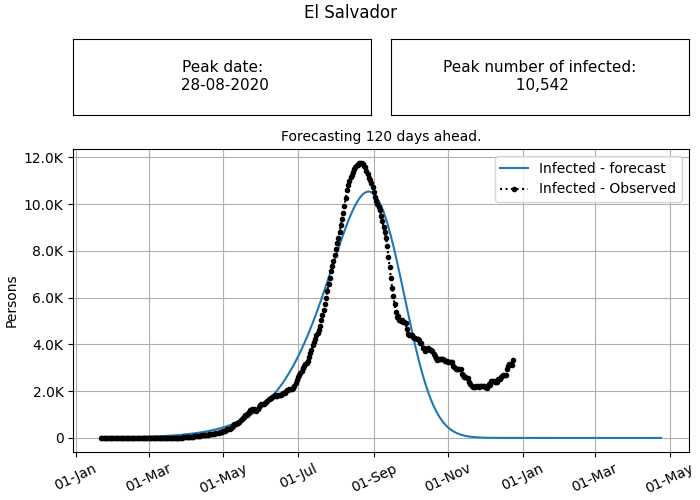 El Salvador
Peak date:
28-08-2020
Peak number of infected:
10,542
Forecasting 120 days ahead.
Infected - forecast
Infected - Observed
12.0K
10.0K
8.0K
6.0K
4.0K
2.0K
0
Persons
01-Jan
01-Mar
01-May
01-Jul
01-Sep
01-Nov
01-Jan
01-Mar
01-May